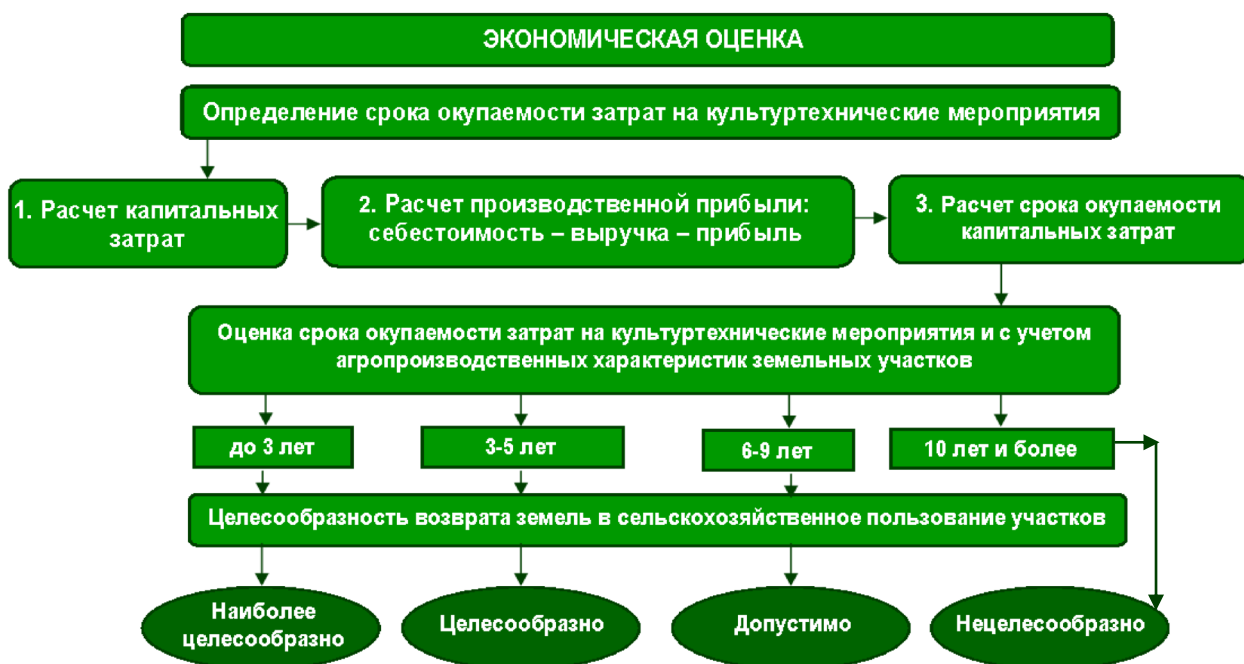 ЭКОНОМИЧЕСКАЯ ОЦЕНКА
Определение срока окупаемости затрат на культуртехнические мероприятия
1. Расчет капитальных
затрат
2. Расчет производственной прибыли:
себестоимость – выручка – прибыль
3. Расчет срока окупаемости
капитальных затрат
Оценка срока окупаемости затрат на культуртехнические мероприятия и с учетом
агропроизводственных характеристик земельных участков
до 3 лет
3-5 лет
6-9 лет
10 лет и более
Целесообразность возврата земель в сельскохозяйственное пользование участков
Наиболее
целесообразно
Целесообразно
Допустимо
Нецелесообразно